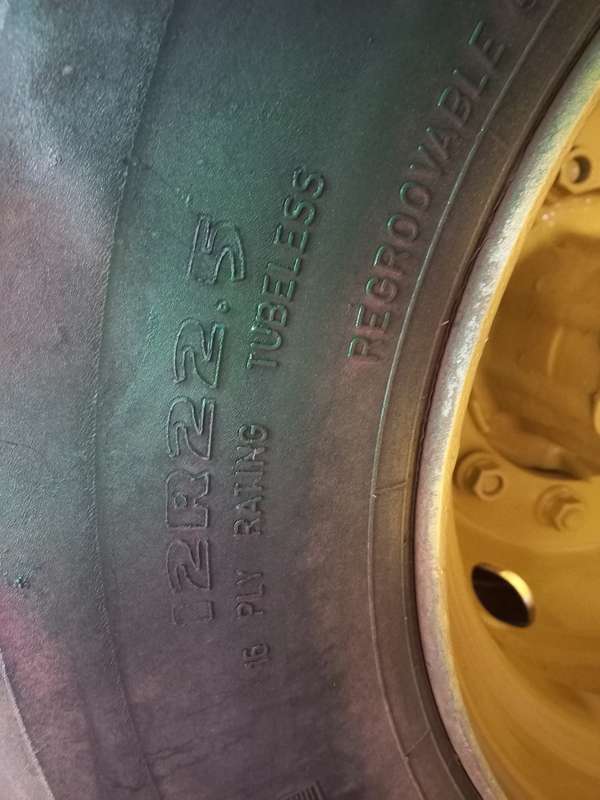 12R22.5
16 PLY RATING TUBELESS
REGROOVABLE